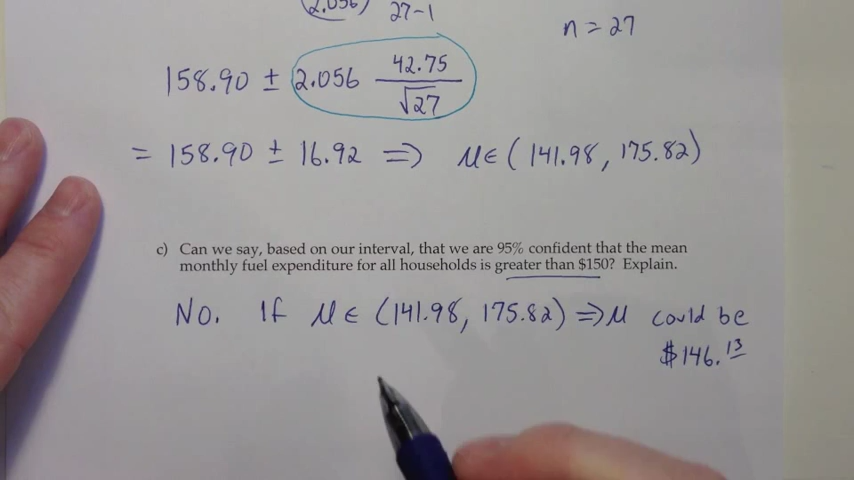 (2.056) 27-1
n = 27
158.90 ± 2.056 42.75/√27
= 158.90 ± 16.92 ⇒ μ∈(141.98, 175.82)
c) Can we say, based on our interval, that we are 95% confident that the mean
monthly fuel expenditure for all households is greater than $150? Explain.
No. If μ∈ (141.98, 175.82) ⇒ μ could be
$146.13